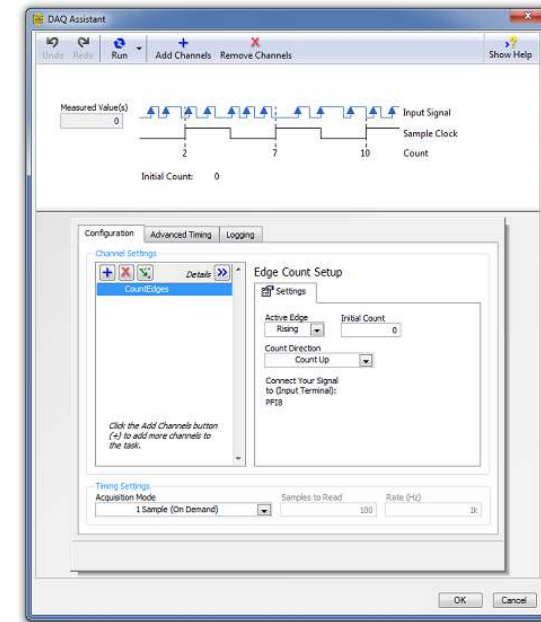 DAQ Assistant
Undo Redo Run Add Channels Remove Channels Show Help
Measured Value(s)
0
Input Signal
Sample Clock
2 7 10 Count
Initial Count: 0
Configuration Advanced Timing Logging
Channel Settings
Details
CountEdges
Click the Add Channels button
(+) to add more channels to
the task.
Edge Count Setup
Settings
Active Edge Initial Count
Rising 0
Count Direction
Count Up
Connect Your Signal
to (Input Terminal):
PFI8
Timing Settings
Acquisition Mode Samples to Read Rate (Hz)
1 Sample (On Demand) 100 1k
OK Cancel